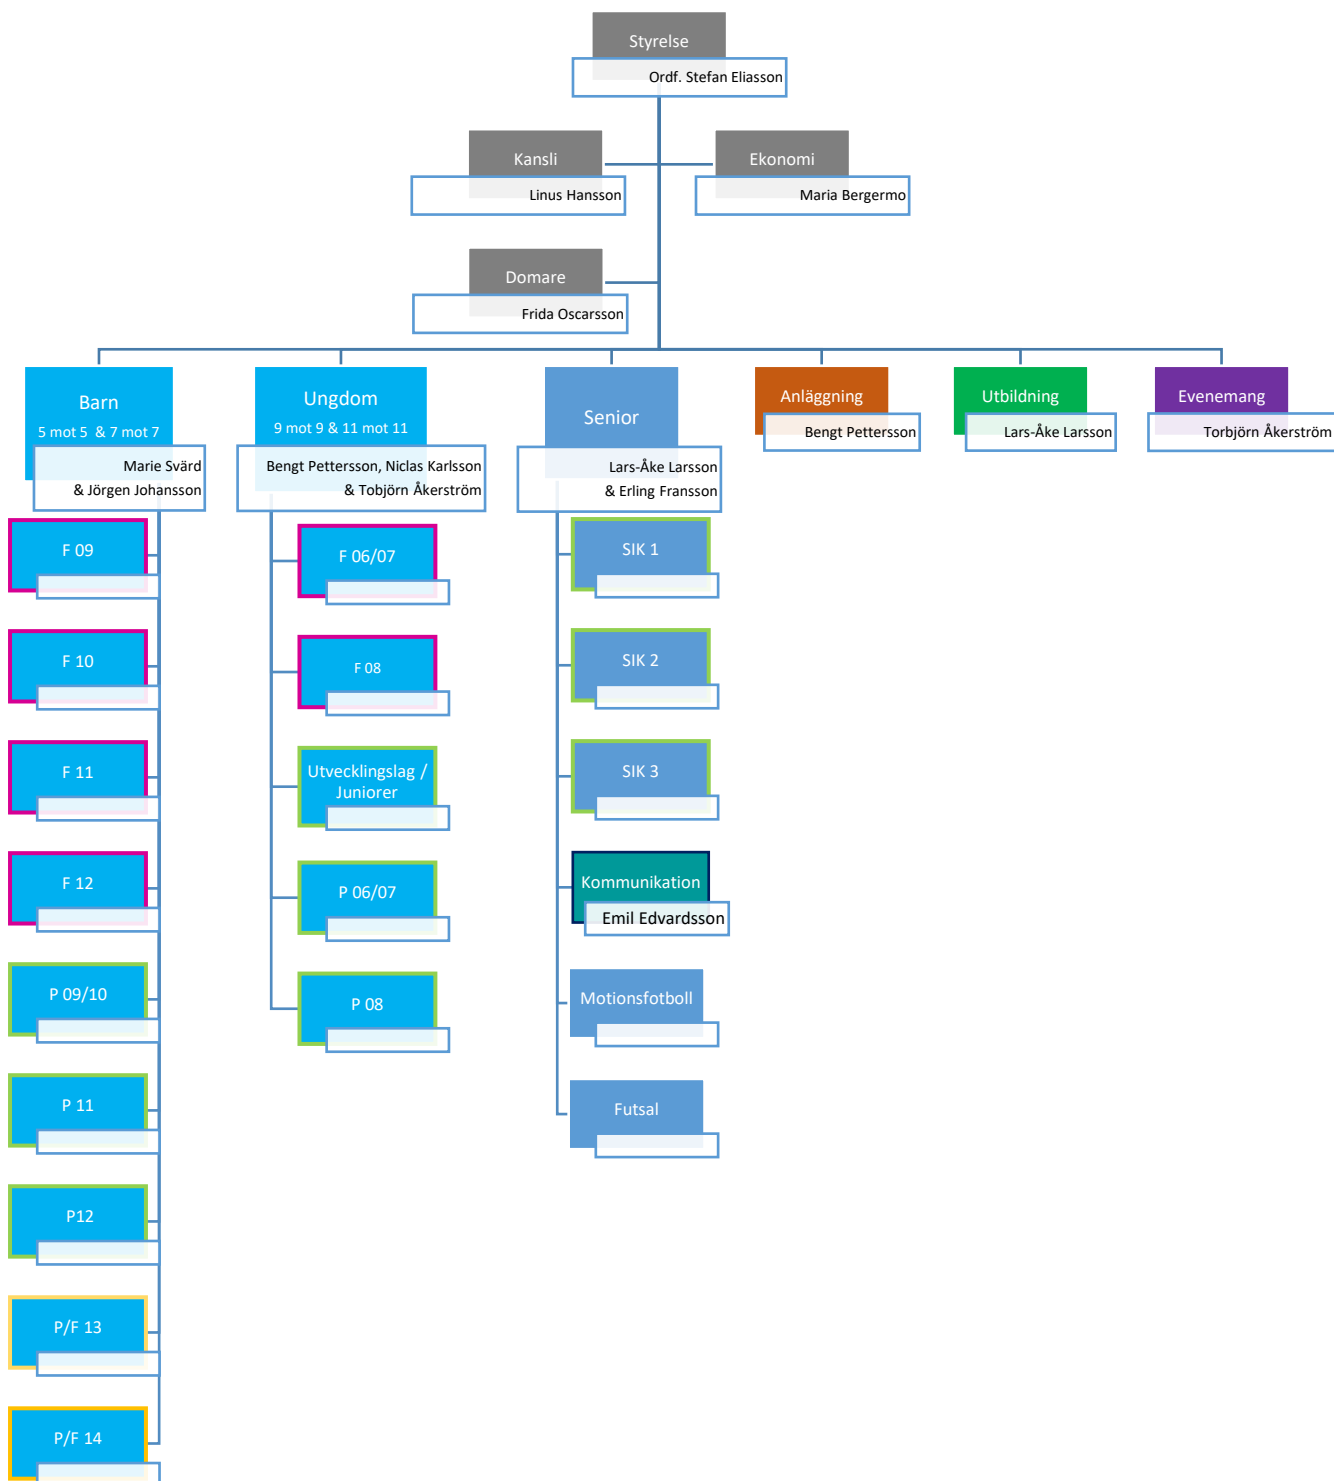 Styrelse
Ordf. Stefan Eliasson
Kansli
Linus Hansson
Ekonomi
Maria Bergermo
Domare
Frida Oscarsson
Barn
5 mot 5 & 7 mot 7
Marie Svärd
& Jörgen Johansson
F 09
F 10
F 11
F 12
P 09/10
P 11
P12
P/F 13
P/F 14
Ungdom
9 mot 9 & 11 mot 11
Bengt Pettersson, Niclas Karlsson
& Tobjörn Åkerström
F 06/07
F 08
Utvecklingslag /
Juniorer
P 06/07
P 08
Senior
Lars-Åke Larsson
& Erling Fransson
SIK 1
SIK 2
SIK 3
Kommunikation
Emil Edvardsson
Motionsfotboll
Futsal
Anläggning
Bengt Pettersson
Utbildning
Lars-Åke Larsson
Evenemang
Torbjörn Åkerström